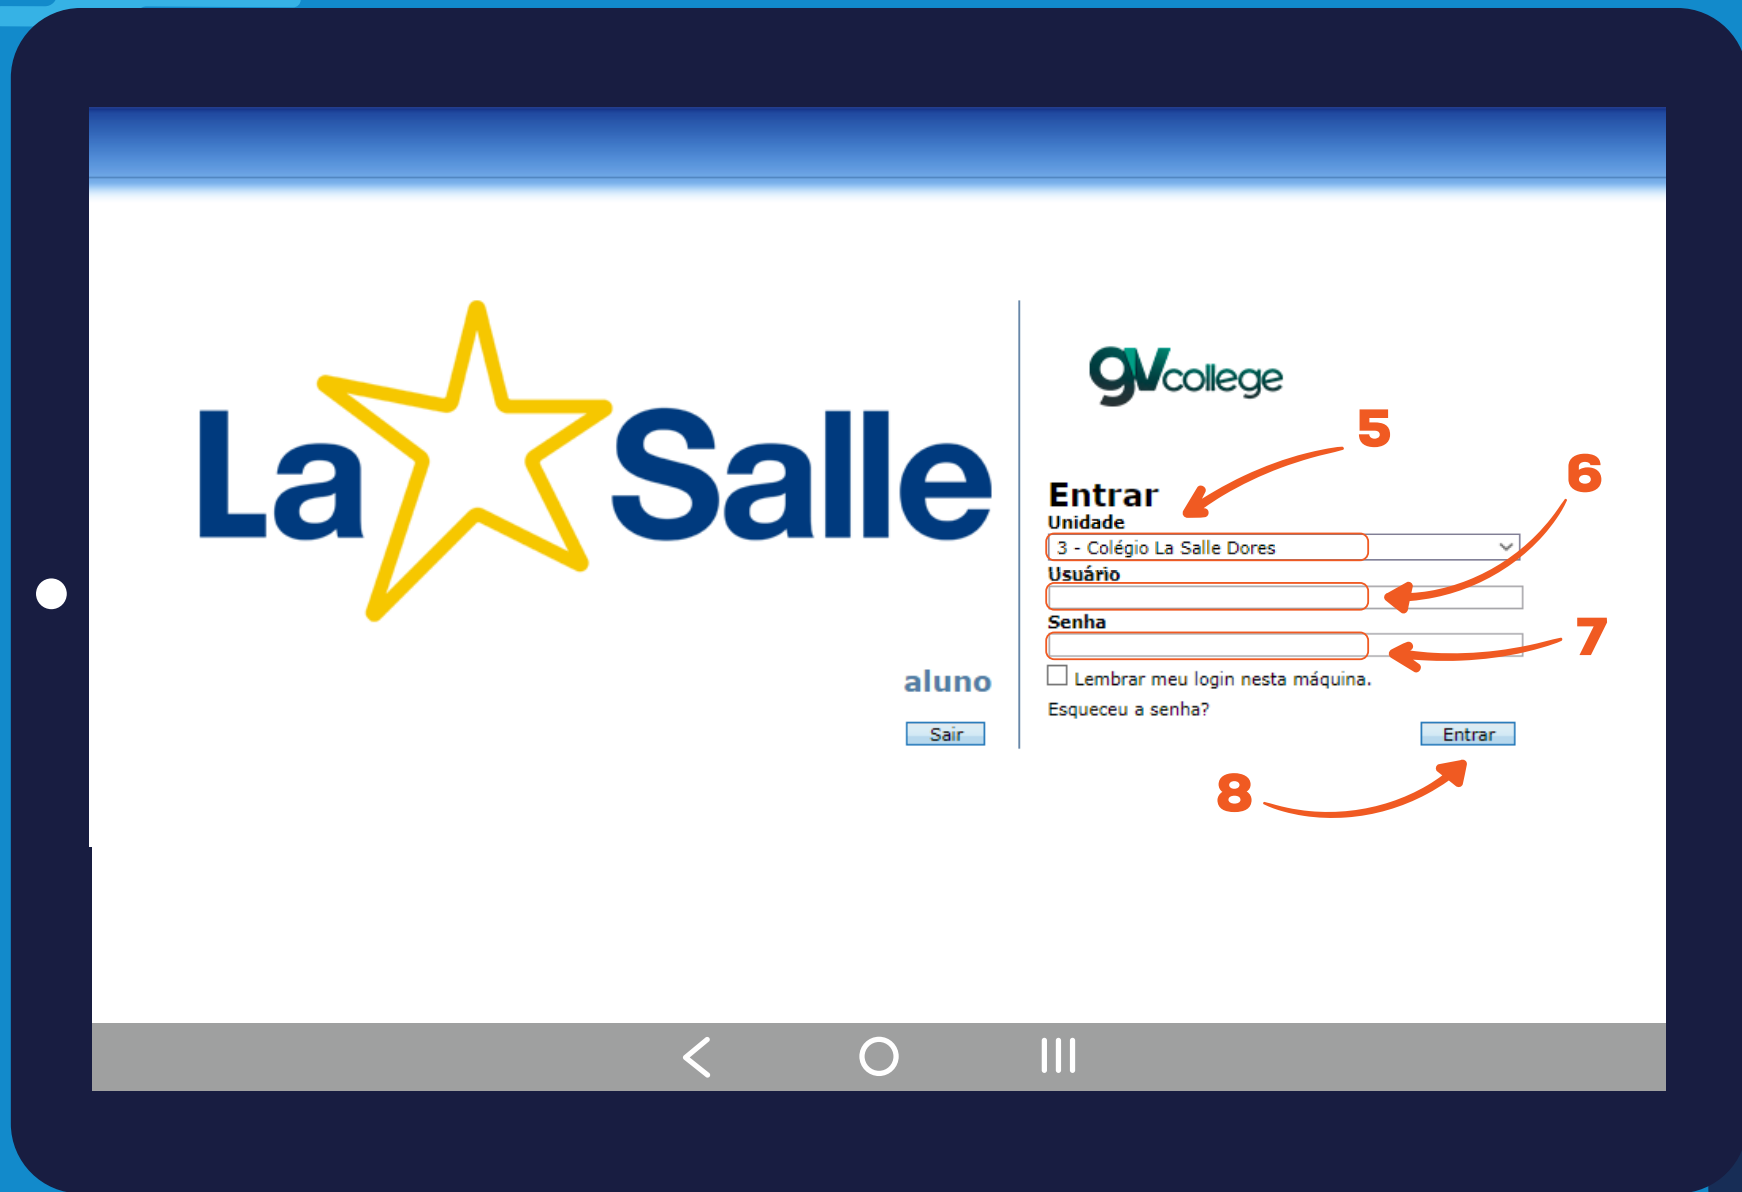 La Salle
aluno
Sair
gvcollege
5
6
Entrar
Unidade
3 - Colégio La Salle Dores
Usuário
Senha
7
Lembrar meu login nesta máquina.
Esqueceu a senha?
Entrar
8